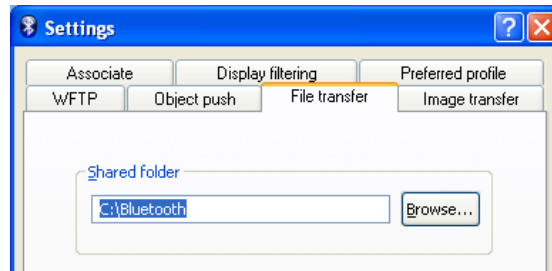 Settings
Associate Display filtering Preferred profile
WFTP Object push File transfer Image transfer
Shared folder
C:\Bluetooth Browse...